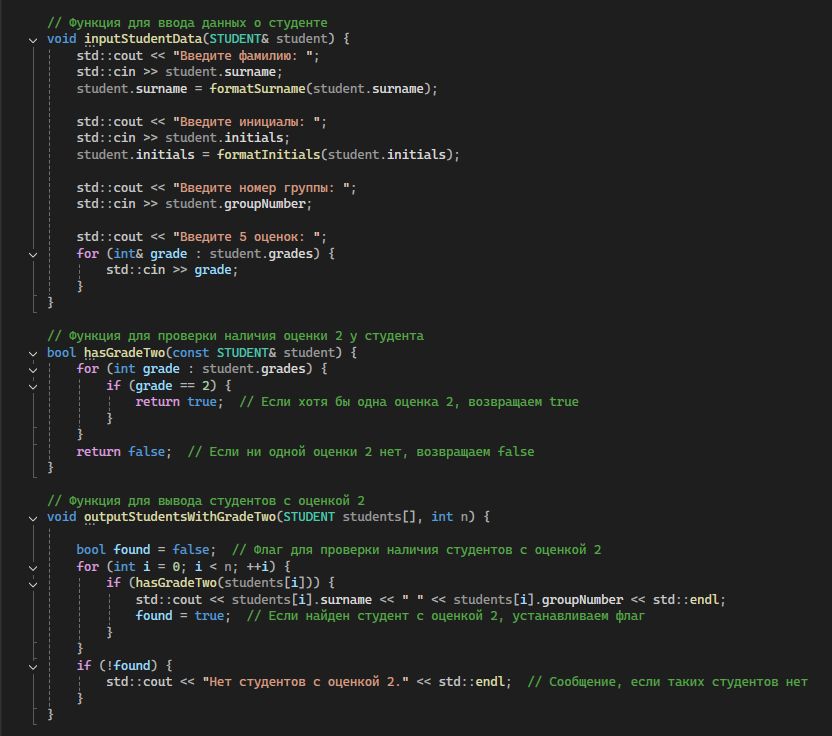 // Функция для ввода данных о студенте
void inputStudentData(STUDENT& student) {
    std::cout << "Введите фамилию: ";
    std::cin >> student.surname;
    student.surname = formatSurname(student.surname);

    std::cout << "Введите инициалы: ";
    std::cin >> student.initials;
    student.initials = formatInitials(student.initials);

    std::cout << "Введите номер группы: ";
    std::cin >> student.groupNumber;

    std::cout << "Введите 5 оценок: ";
    for (int& grade : student.grades) {
        std::cin >> grade;
    }
}

// Функция для проверки наличия оценки 2 у студента
bool hasGradeTwo(const STUDENT& student) {
    for (int grade : student.grades) {
        if (grade == 2) {
            return true;  // Если хотя бы одна оценка 2, возвращаем true
        }
    }
    return false;  // Если ни одной оценки 2 нет, возвращаем false
}

// Функция для вывода студентов с оценкой 2
void outputStudentsWithGradeTwo(STUDENT students[], int n) {

    bool found = false;  // Флаг для проверки наличия студентов с оценкой 2
    for (int i = 0; i < n; ++i) {
        if (hasGradeTwo(students[i])) {
            std::cout << students[i].surname << " " << students[i].groupNumber << std::endl;
            found = true;  // Если найден студент с оценкой 2, устанавливаем флаг
        }
    }
    if (!found) {
        std::cout << "Нет студентов с оценкой 2." << std::endl;  // Сообщение, если таких студентов нет
    }
}